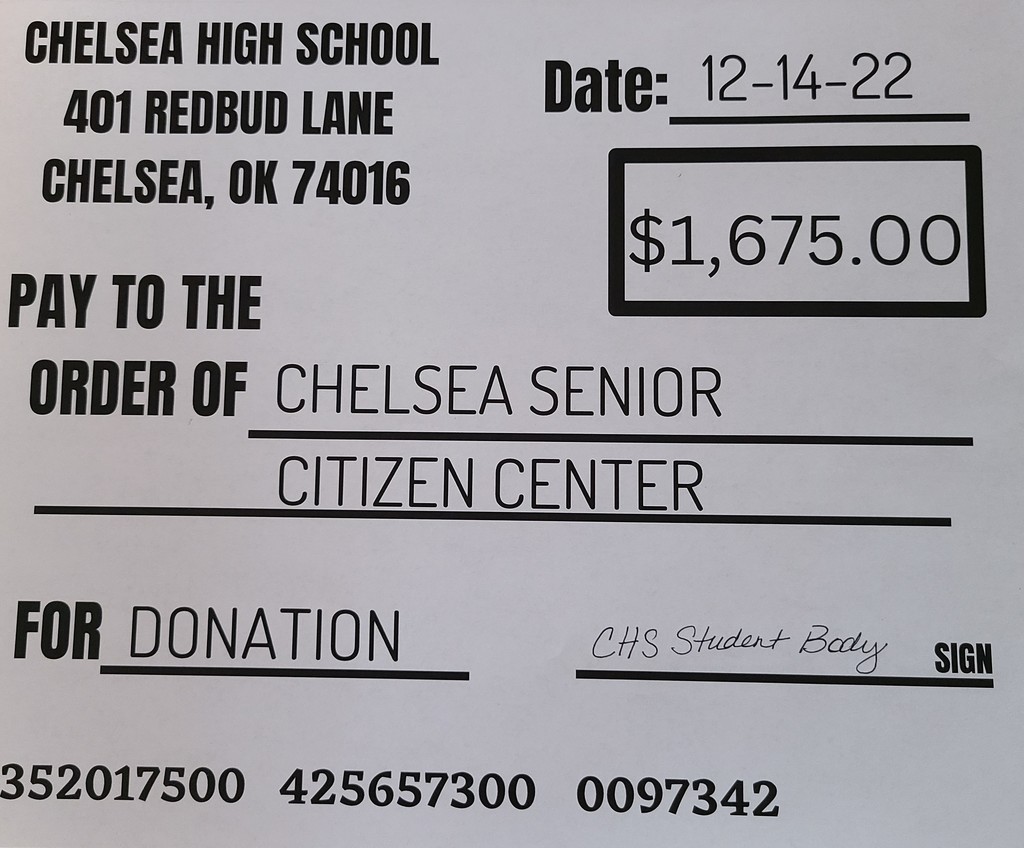 CHELSEA HIGH SCHOOL
401 REDBUD LANE
CHELSEA, OK 74016
Date: 12-14-22
$1,675.00
PAY TO THE
ORDER OF CHELSEA SENIOR
CITIZEN CENTER
FOR DONATION
CHS Student Body SIGN
352017500 425657300 0097342